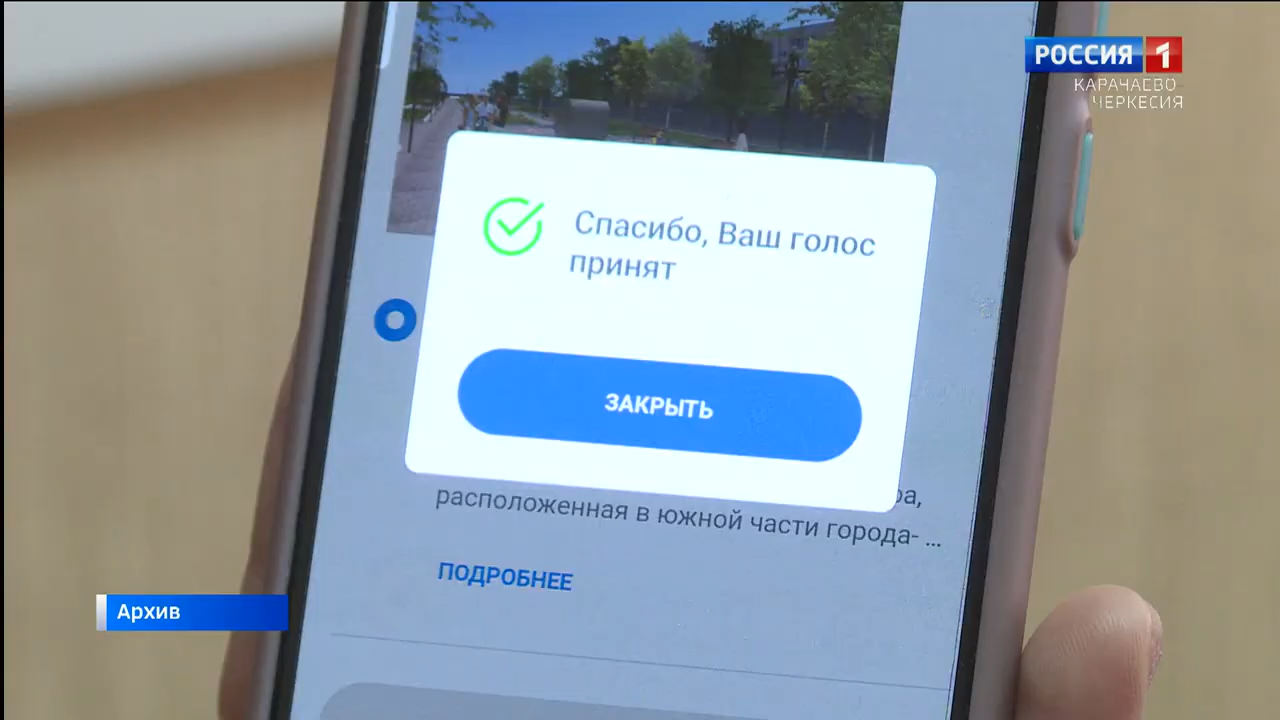 РОССИЯ 1
КАРАЧАЕВО
ЧЕРКЕСИЯ
Спасибо, Ваш голос
принят
ЗАКРЫТЬ
расположенная в южной части города- ...
ПОДРОБНЕЕ
Архив